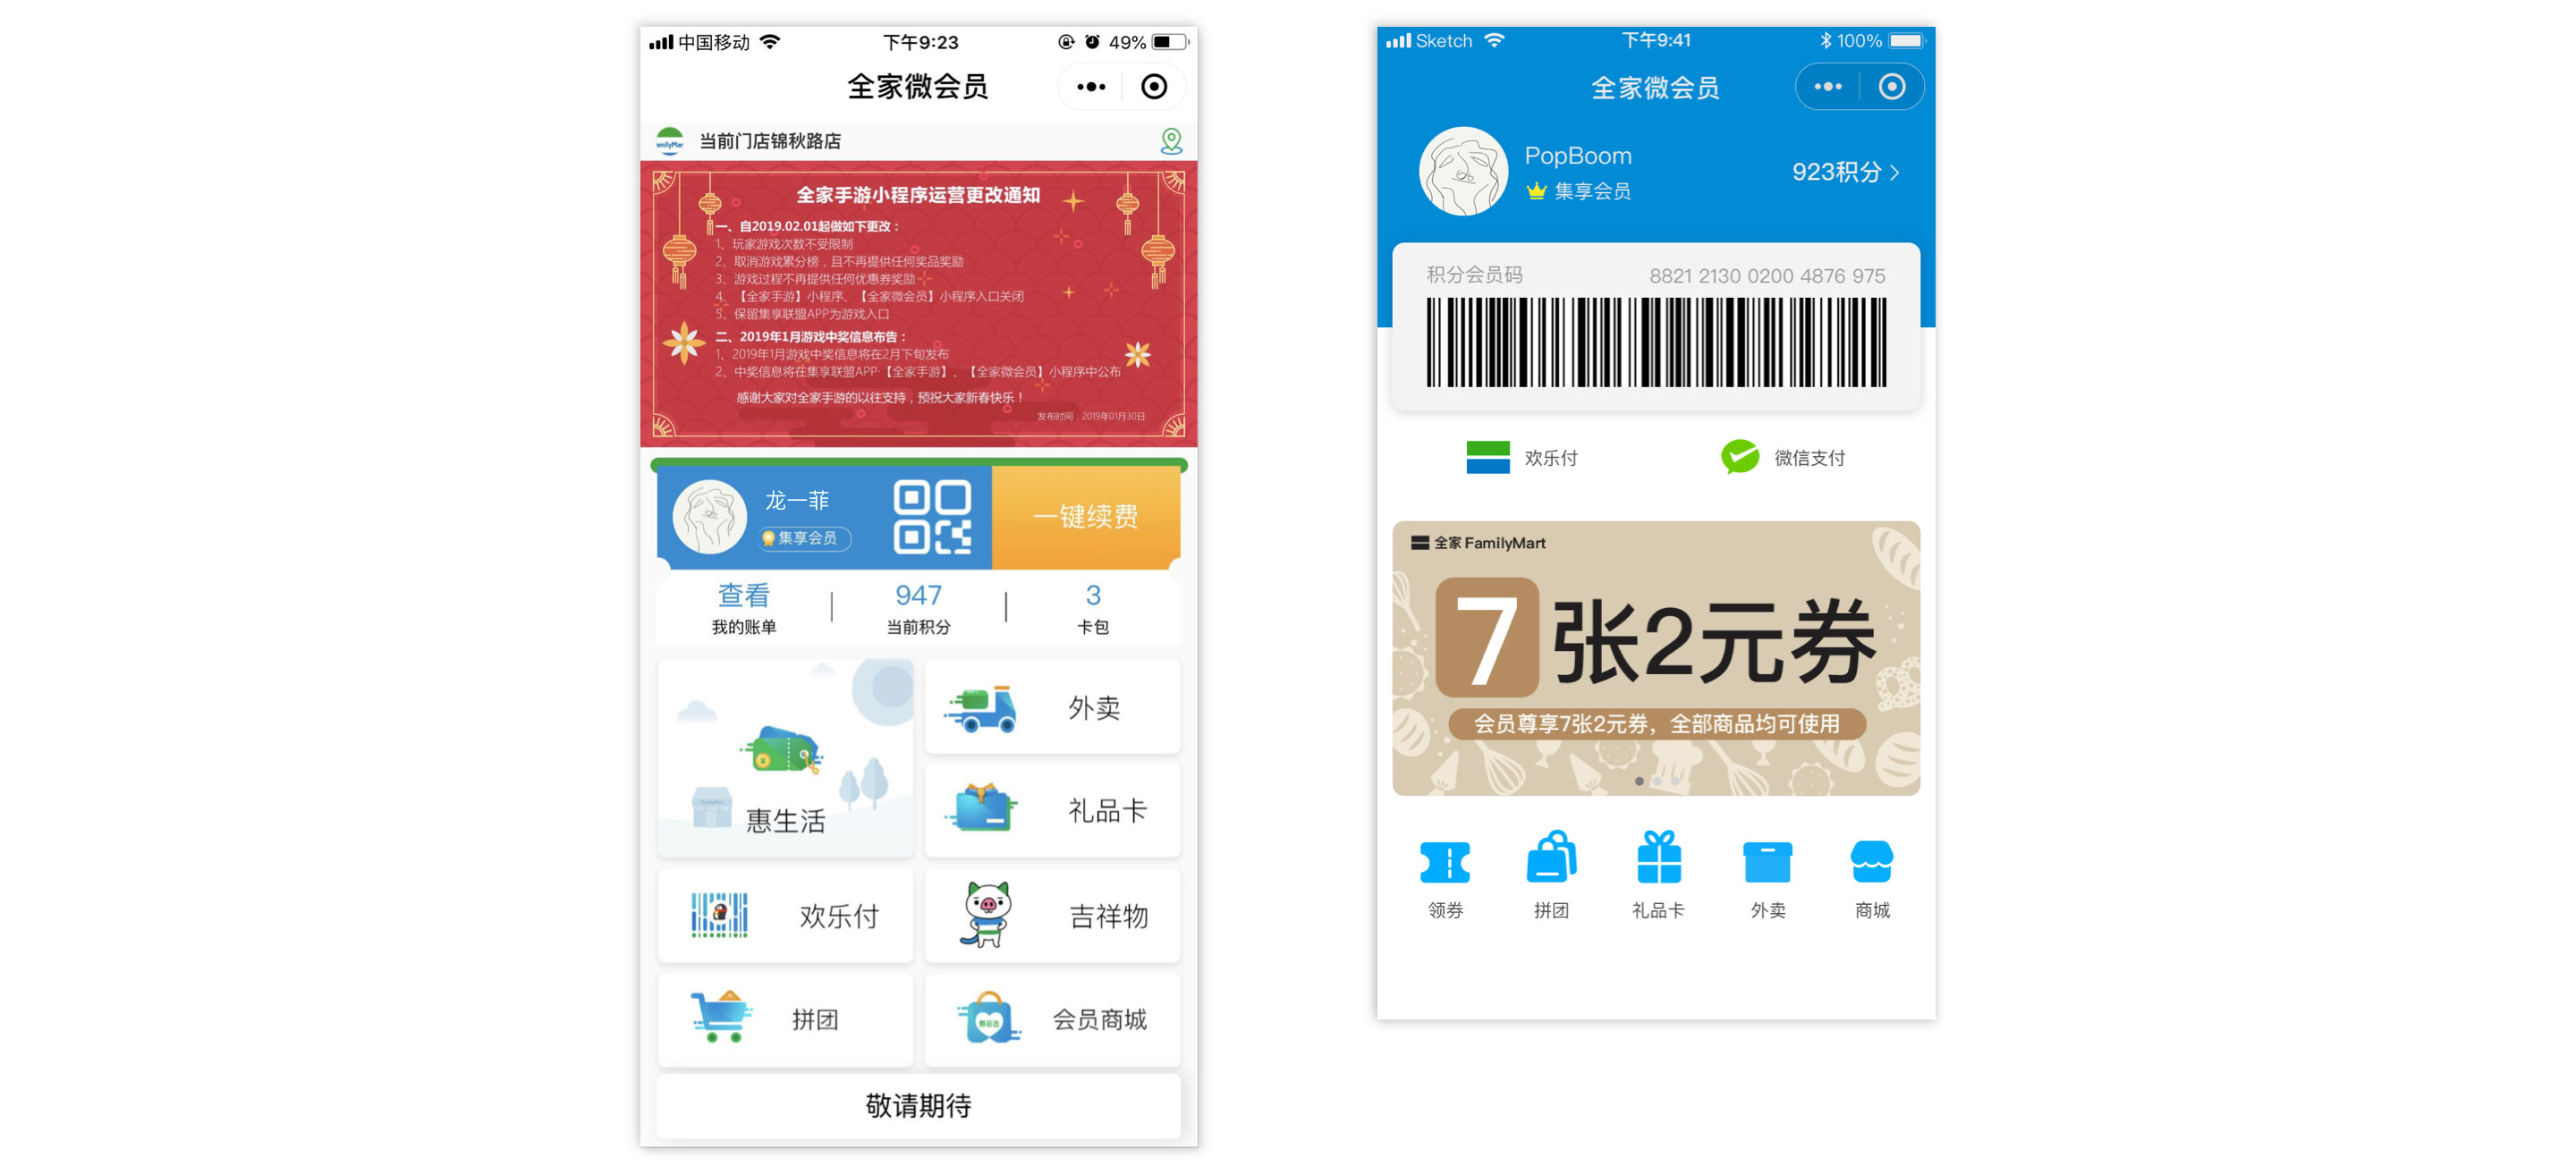 中国移动
下午9:23
49%
全家微会员
当前门店锦秋路店
全家手游小程序运营更改通知
一、自2019.02.01起做如下更改：
1、玩家游戏次数不受限制
2、取消游戏累分榜，且不再提供任何奖品奖励
3、游戏过程不再提供任何优惠券奖励
4、【全家手游】小程序、【全家微会员】小程序入口关闭
5、保留集享联盟APP为游戏入口
二、2019年1月游戏中奖信息布告：
1、2019年1月游戏中奖信息将在2月下旬发布
2、中奖信息将在集享联盟APP·【全家手游】、【全家微会员】小程序中公布
感谢大家对全家手游的以往支持，预祝大家新春快乐！
发布时间：2019年01月30日
龙一菲
集享会员
一键续费
查看
947
3
我的账单
当前积分
卡包
惠生活
外卖
礼品卡
欢乐付
吉祥物
拼团
会员商城
敬请期待
Sketch
下午9:41
100%
全家微会员
PopBoom
集享会员
923积分
积分会员码
8821 2130 0200 4876 975
欢乐付
微信支付
全家 FamilyMart
7张2元券
会员尊享7张2元券，全部商品均可使用
领券
拼团
礼品卡
外卖
商城